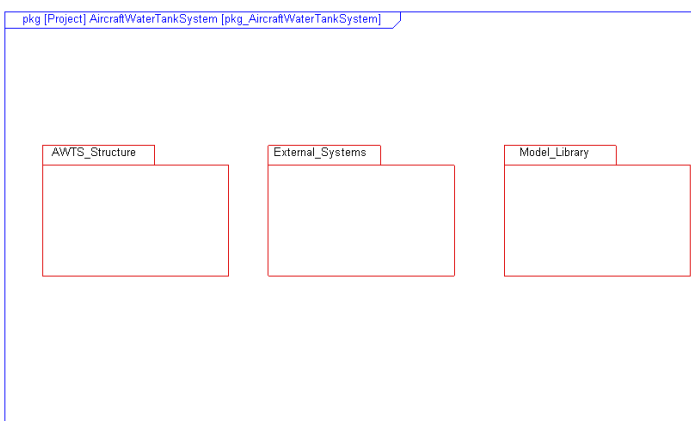 pkg [Project] AircraftWaterTankSystem [pkg_AircraftWaterTankSystem]
AWTS_Structure
External_Systems
Model_Library